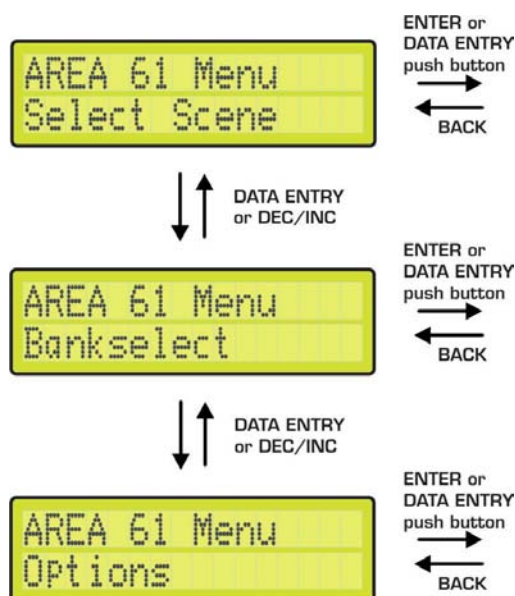 ENTER or
DATA ENTRY
push button
AREA 61 Menu
Select Scene
BACK
DATA ENTRY
or DEC/INC
ENTER or
DATA ENTRY
push button
AREA 61 Menu
Bankselect
BACK
DATA ENTRY
or DEC/INC
ENTER or
DATA ENTRY
push button
AREA 61 Menu
Options
BACK